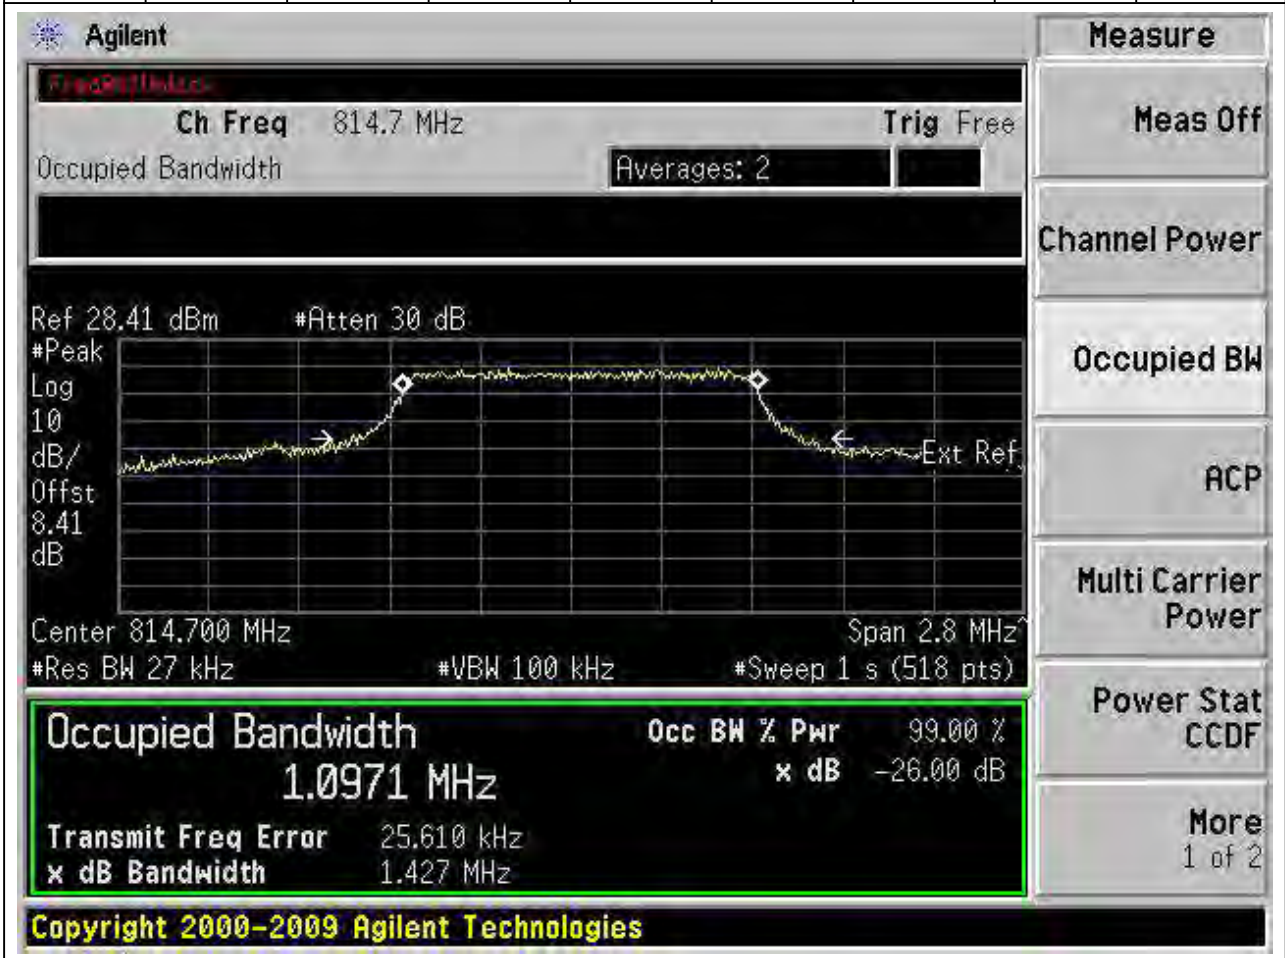 Agilent
Measure
Ch Freq 814.7 MHz Trig Free
Occupied Bandwidth Averages: 2
Meas Off
Channel Power
Occupied BW
ACP
Multi Carrier
Power
Power Stat
CCDF
More
1 of 2
Ref 28.41 dBm #Atten 30 dB
#Peak
Log
10
dB/
Offst
8.41
dB
Ext Ref
Center 814.700 MHz Span 2.8 MHz^
#Res BW 27 kHz #VBW 100 kHz #Sweep 1 s (518 pts)
Occupied Bandwidth Occ BW % Pwr 99.00 %
1.0971 MHz x dB -26.00 dB
Transmit Freq Error 25.610 kHz
x dB Bandwidth 1.427 MHz
Copyright 2000-2009 Agilent Technologies